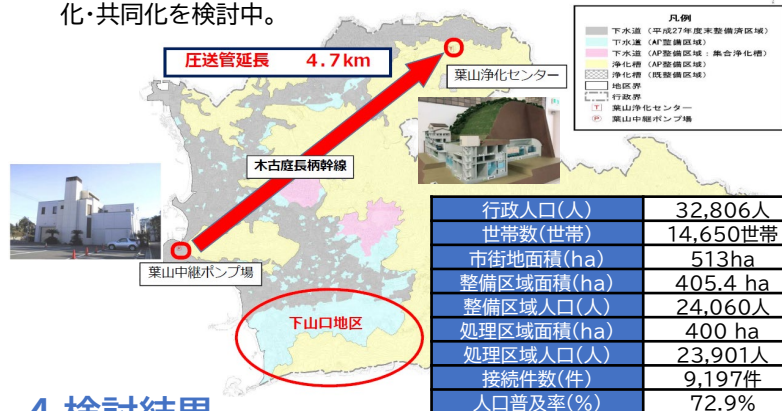 化・共同化を検討中。
凡例
下水道（平成27年度末整備済区域）
下水道（AP整備区域）
下水道（AP整備区域：集合浄化槽）
浄化槽（AP整備区域）
浄化槽（既整備区域）
地区界
行政界
T 葉山浄化センター
P 葉山中継ポンプ場
圧送管延長 4.7km
葉山浄化センター
木古庭長柄幹線
葉山中継ポンプ場
下山口地区
行政人口(人) 32,806人
世帯数(世帯) 14,650世帯
市街地面積(ha) 513ha
整備区域面積(ha) 405.4 ha
整備区域人口(人) 24,060人
処理区域面積(ha) 400 ha
処理区域人口(人) 23,901人
接続件数(件) 9,197件
人口普及率(%) 72.9%
4.検討結果